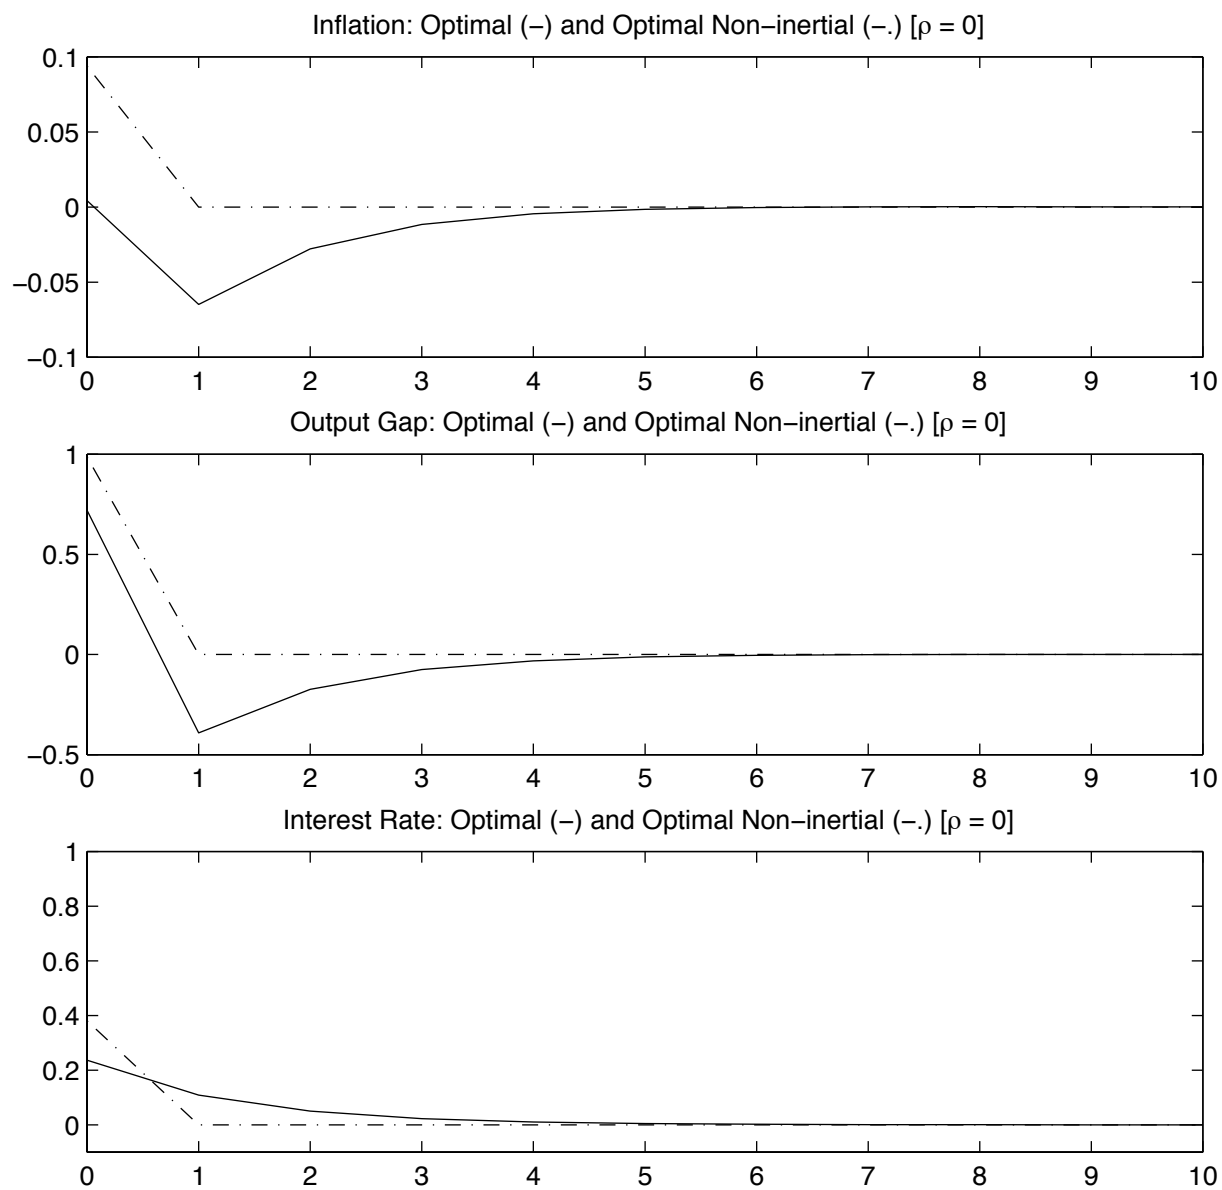 Inflation: Optimal (−) and Optimal Non−inertial (−.) [ρ = 0]
0.1
0.05
0
−0.05
−0.1
0 1 2 3 4 5 6 7 8 9 10
Output Gap: Optimal (−) and Optimal Non−inertial (−.) [ρ = 0]
1
0.5
0
−0.5
0 1 2 3 4 5 6 7 8 9 10
Interest Rate: Optimal (−) and Optimal Non−inertial (−.) [ρ = 0]
1
0.8
0.6
0.4
0.2
0
0 1 2 3 4 5 6 7 8 9 10